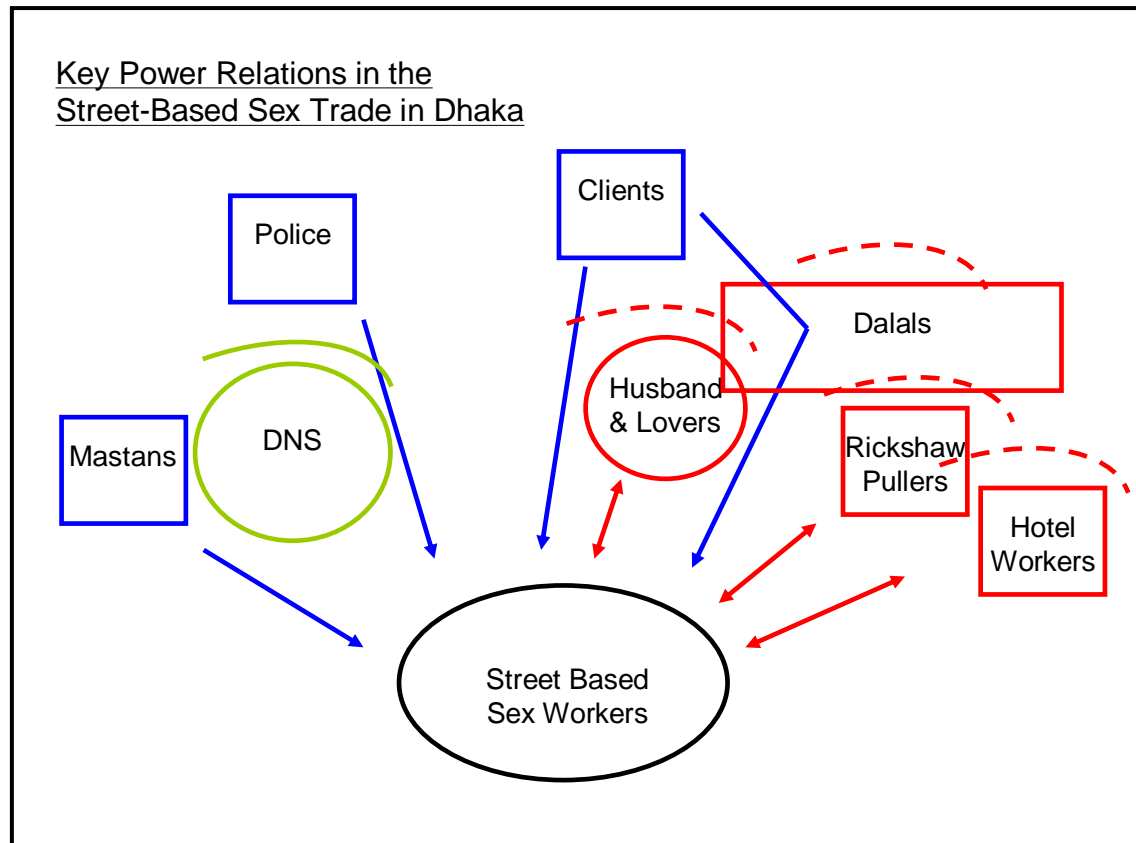 Key Power Relations in the
Street-Based Sex Trade in Dhaka
Clients
Police
Dalals
Husband
& Lovers
Mastans
DNS
Rickshaw
Pullers
Hotel
Workers
Street Based
Sex Workers